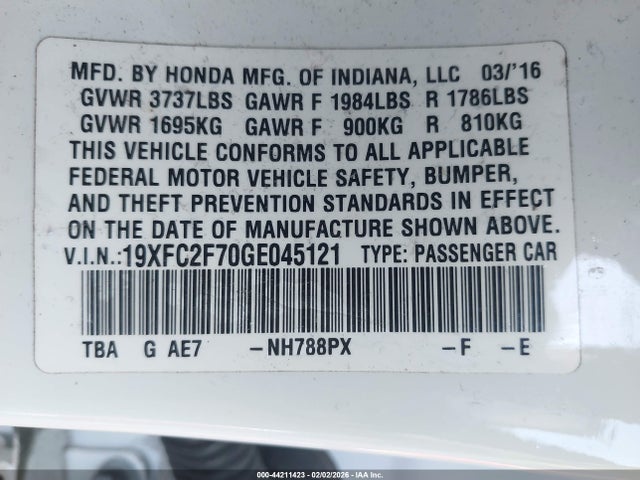 MFD. BY HONDA MFG. OF INDIANA, LLC 03/'16
GVWR 3737LBS GAWR F 1984LBS R 1786LBS
GVWR 1695KG GAWR F 900KG R 810KG
THIS VEHICLE CONFORMS TO ALL APPLICABLE
FEDERAL MOTOR VEHICLE SAFETY, BUMPER,
AND THEFT PREVENTION STANDARDS IN EFFECT
ON THE DATE OF MANUFACTURE SHOWN ABOVE.
V.I.N.:19XFC2F70GE045121 TYPE: PASSENGER CAR
TBA G AE7 –NH788PX –F –E
000-44211423 - 02/02/2026 - IAA Inc.